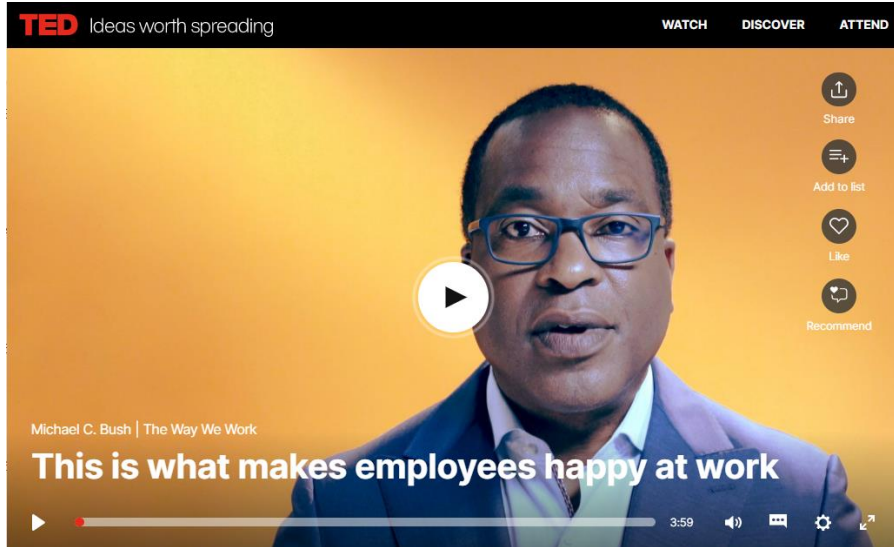 TED Ideas worth spreading WATCH DISCOVER ATTEND
Share
Add to list
Like
Recommend
Michael C. Bush | The Way We Work
This is what makes employees happy at work
3:59